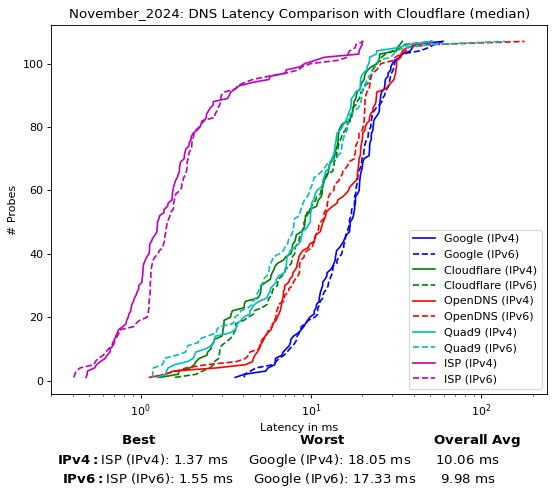 November_2024: DNS Latency Comparison with Cloudflare (median)
# Probes
100
80
60
40
20
0
Google (IPv4)
Google (IPv6)
Cloudflare (IPv4)
Cloudflare (IPv6)
OpenDNS (IPv4)
OpenDNS (IPv6)
Quad9 (IPv4)
Quad9 (IPv6)
ISP (IPv4)
ISP (IPv6)
10⁰ 10¹ 10²
Latency in ms
Best Worst Overall Avg
IPv4: ISP (IPv4): 1.37 ms Google (IPv4): 18.05 ms 10.06 ms
IPv6: ISP (IPv6): 1.55 ms Google (IPv6): 17.33 ms 9.98 ms